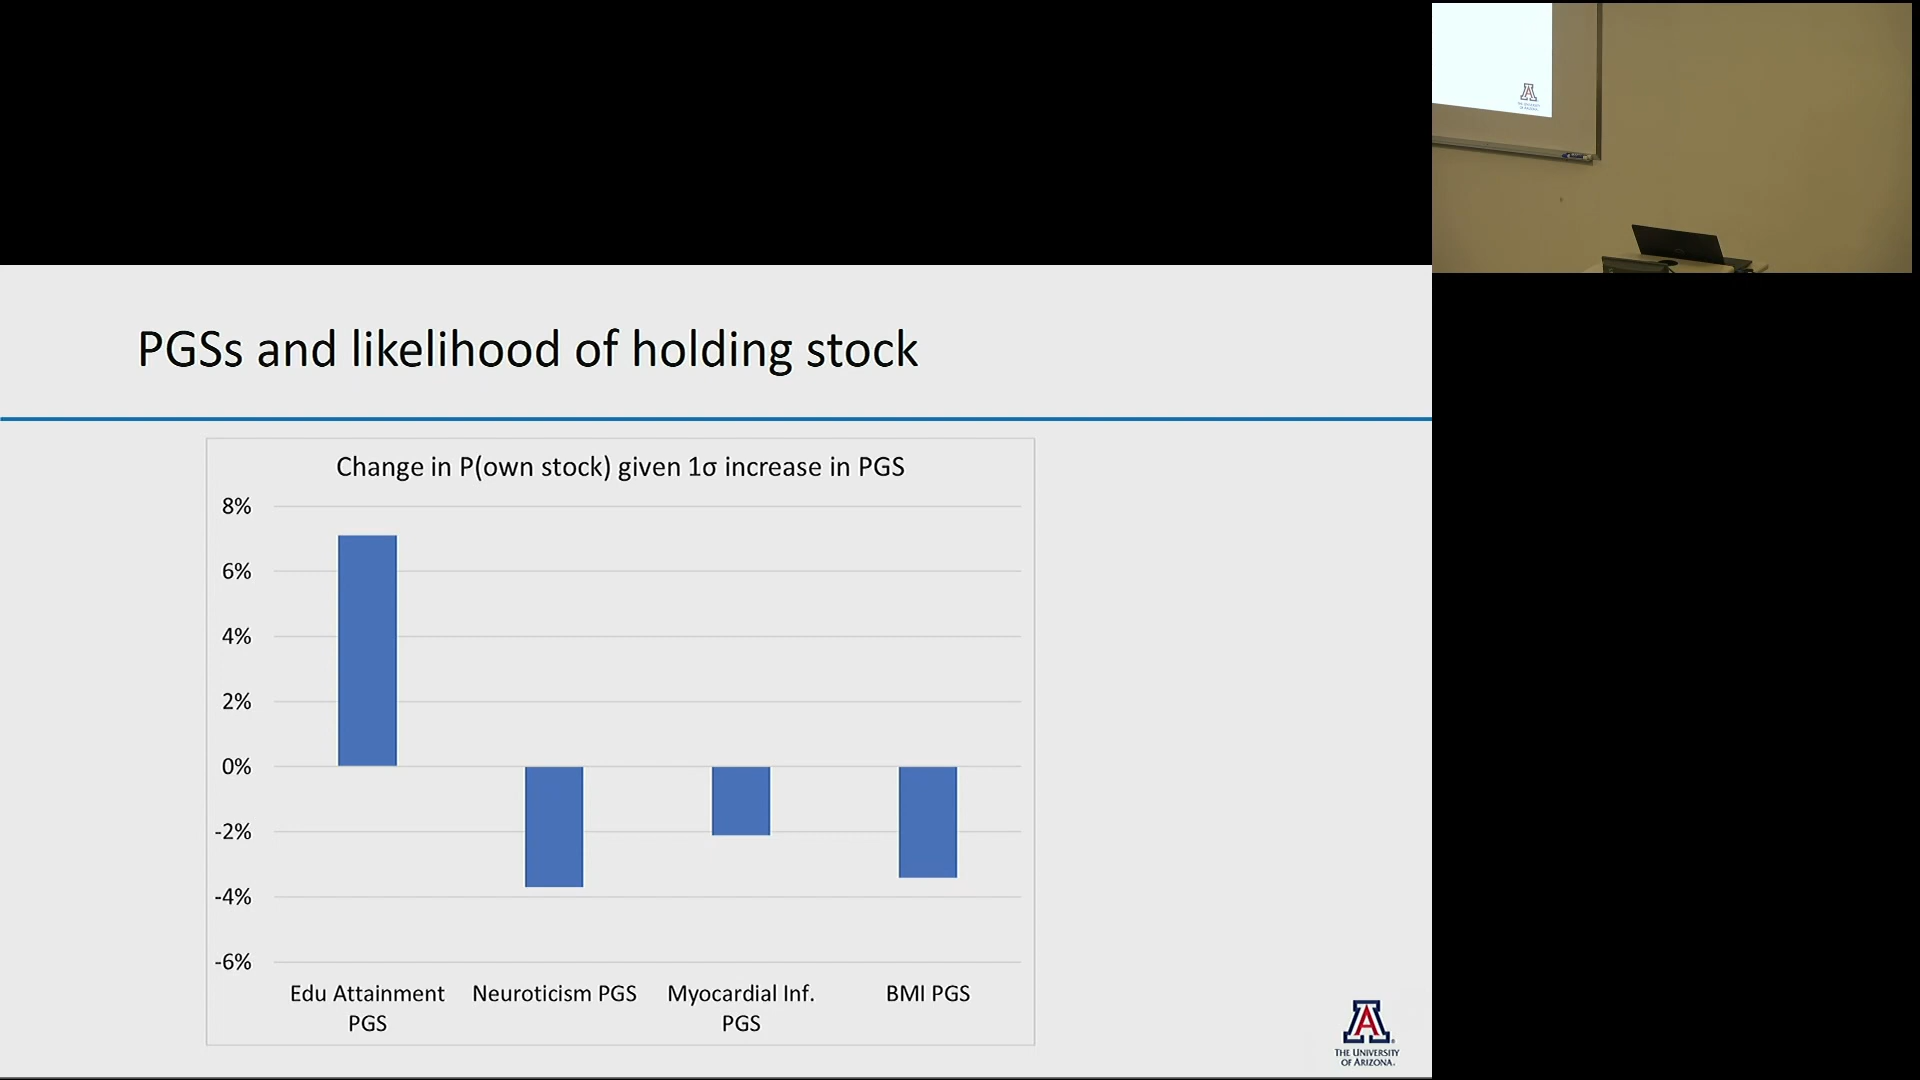 PGSs and likelihood of holding stock
Change in P(own stock) given 1σ increase in PGS
8%
6%
4%
2%
0%
-2%
-4%
-6%
Edu Attainment
PGS
Neuroticism PGS
Myocardial Inf.
PGS
BMI PGS
A
THE UNIVERSITY
OF ARIZONA.
A